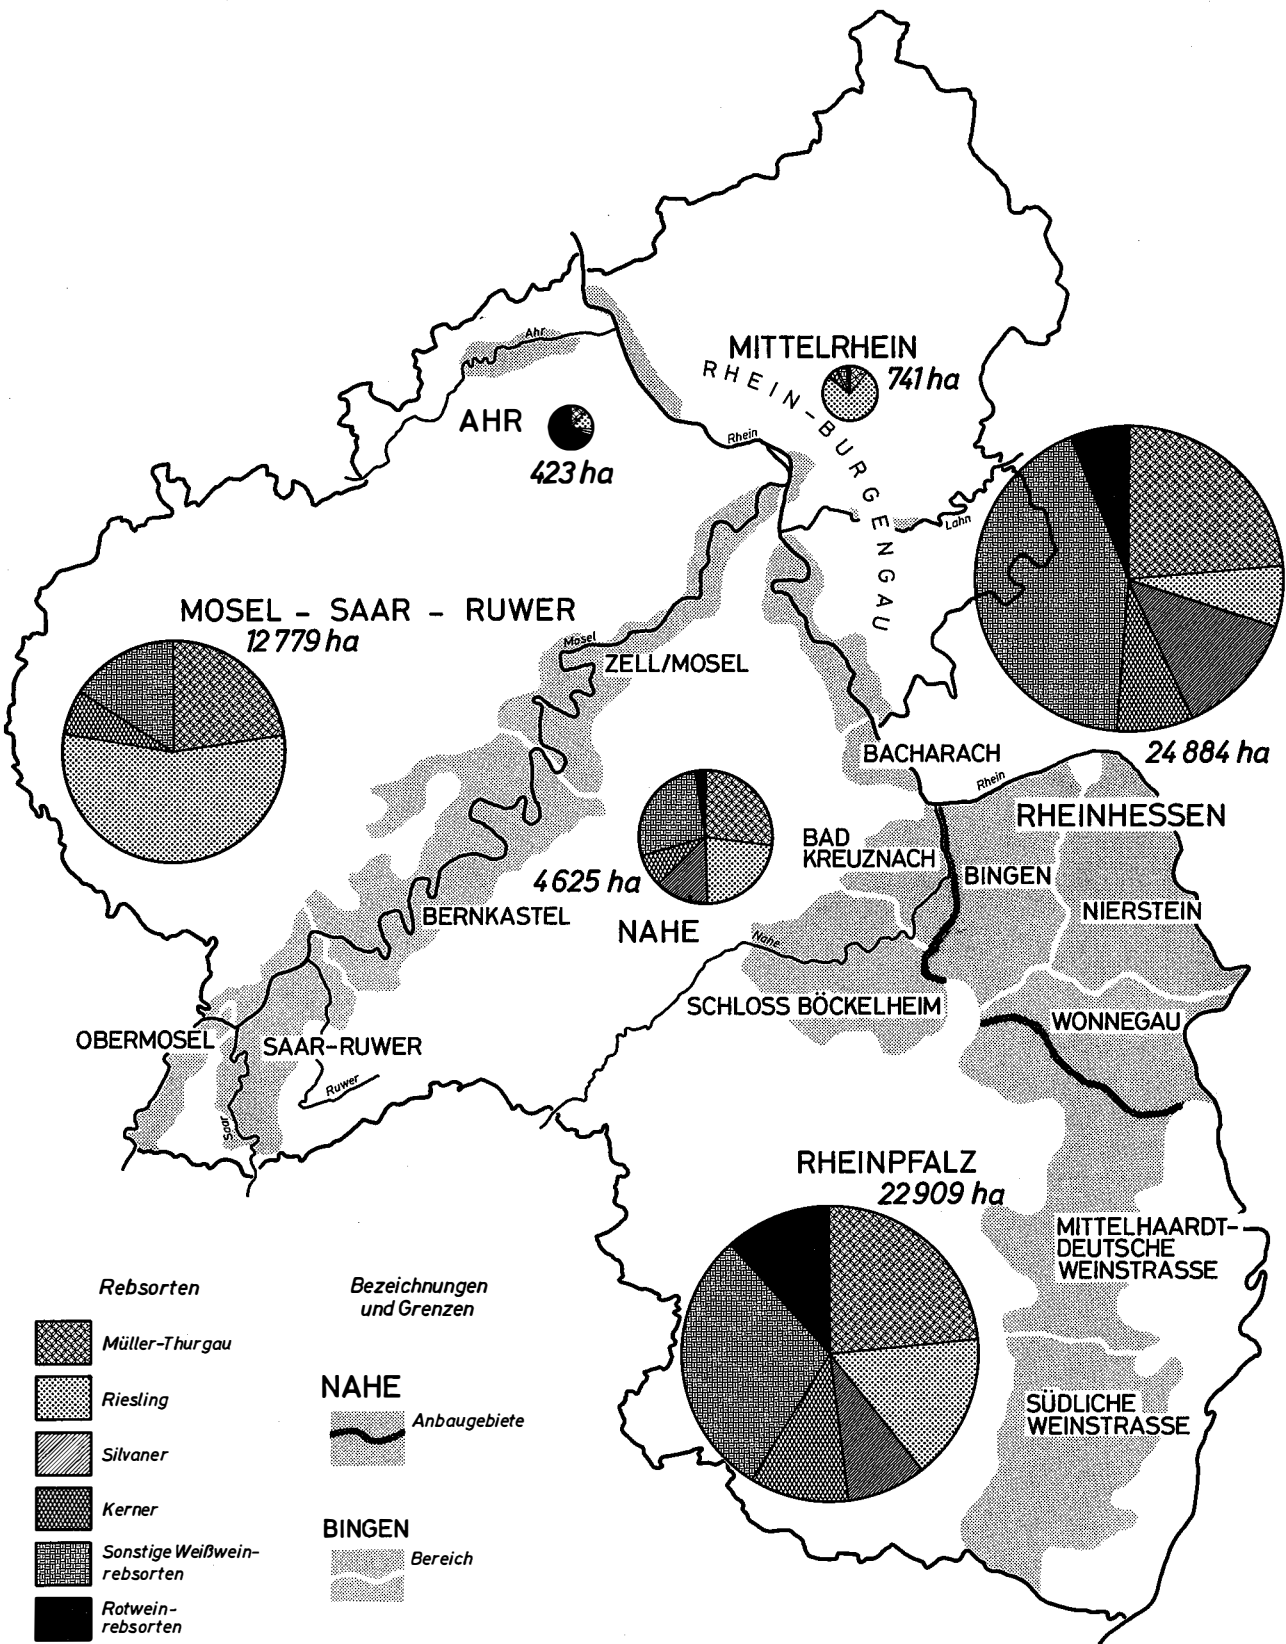 MITTELRHEIN
741 ha
RHEIN-BURGENGAU
Ahr
AHR
423 ha
Rhein
Lahn
MOSEL – SAAR – RUWER
12 779 ha
Mosel
ZELL/MOSEL
24 884 ha
BACHARACH
Rhein
RHEINHESSEN
BAD
KREUZNACH
BINGEN
4 625 ha
NAHE
BERNKASTEL
NIERSTEIN
Nahe
SCHLOSS BÖCKELHEIM
WONNEGAU
OBERMOSEL
SAAR-RUWER
Ruwer
Saar
RHEINPFALZ
22 909 ha
MITTELHAARDT-
DEUTSCHE
WEINSTRASSE
SÜDLICHE
WEINSTRASSE
Rebsorten
Müller-Thurgau
Riesling
Silvaner
Kerner
Sonstige Weißwein-
rebsorten
Rotwein-
rebsorten
Bezeichnungen
und Grenzen
NAHE
Anbaugebiete
BINGEN
Bereich